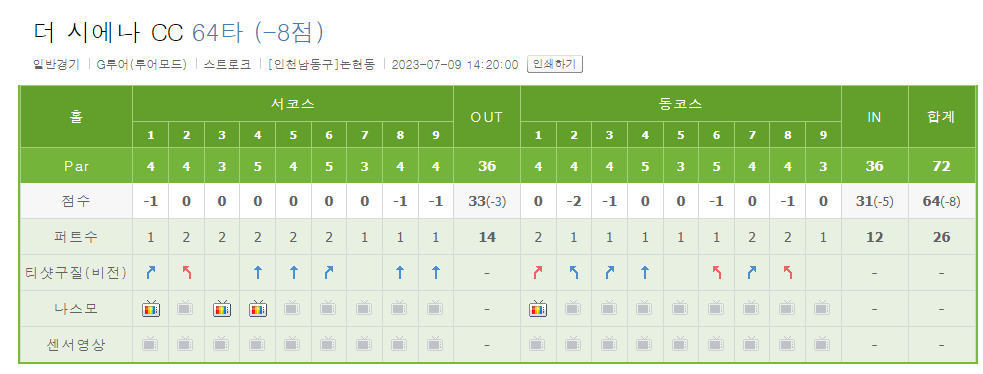 더 시에나 CC 64타 (-8점)
일반경기 G투어(투어모드) 스트로크 [인천남동구]논현동 2023-07-09 14:20:00 인쇄하기
홀 서코스 OUT 동코스 IN 합계
1 2 3 4 5 6 7 8 9 1 2 3 4 5 6 7 8 9
Par 4 4 3 5 4 5 3 4 4 36 4 4 4 5 3 5 4 4 3 36 72
점수 -1 0 0 0 0 0 0 -1 -1 33(-3) 0 -2 -1 0 0 -1 0 -1 0 31(-5) 64(-8)
퍼트수 1 2 2 2 2 2 1 1 1 14 2 1 1 1 1 1 2 2 1 12 26
티샷구질(비전) - - -
나스모 - - -
센서영상 - - -